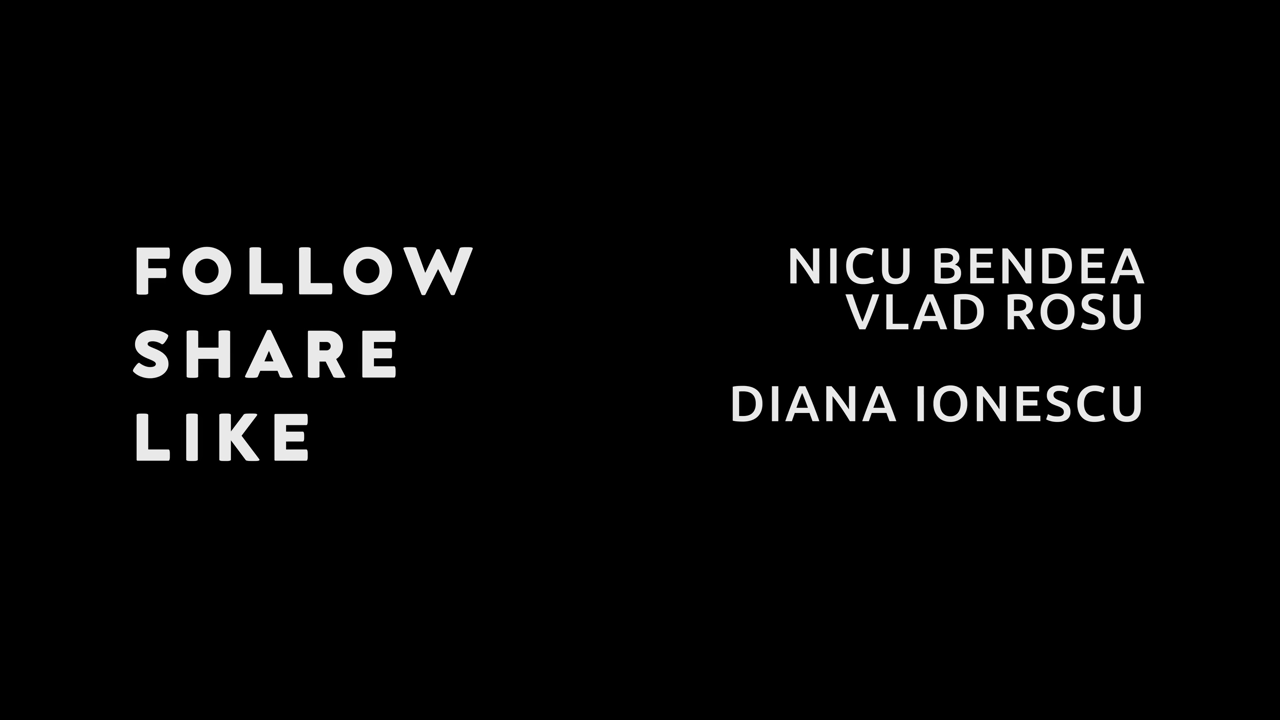 FOLLOW
SHARE
LIKE
NICU BENDEA
VLAD ROSU
DIANA IONESCU